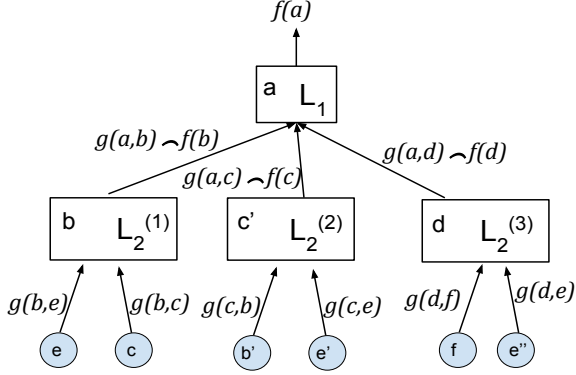 f(a)
a L₁
g(a,b) ⌢f(b)
g(a,c) ⌢f(c)
g(a,d) ⌢f(d)
b L₂⁽¹⁾
c' L₂⁽²⁾
d L₂⁽³⁾
g(b,e)
g(b,c)
g(c,b)
g(c,e)
g(d,f)
g(d,e)
e
c
b'
e'
f
e''